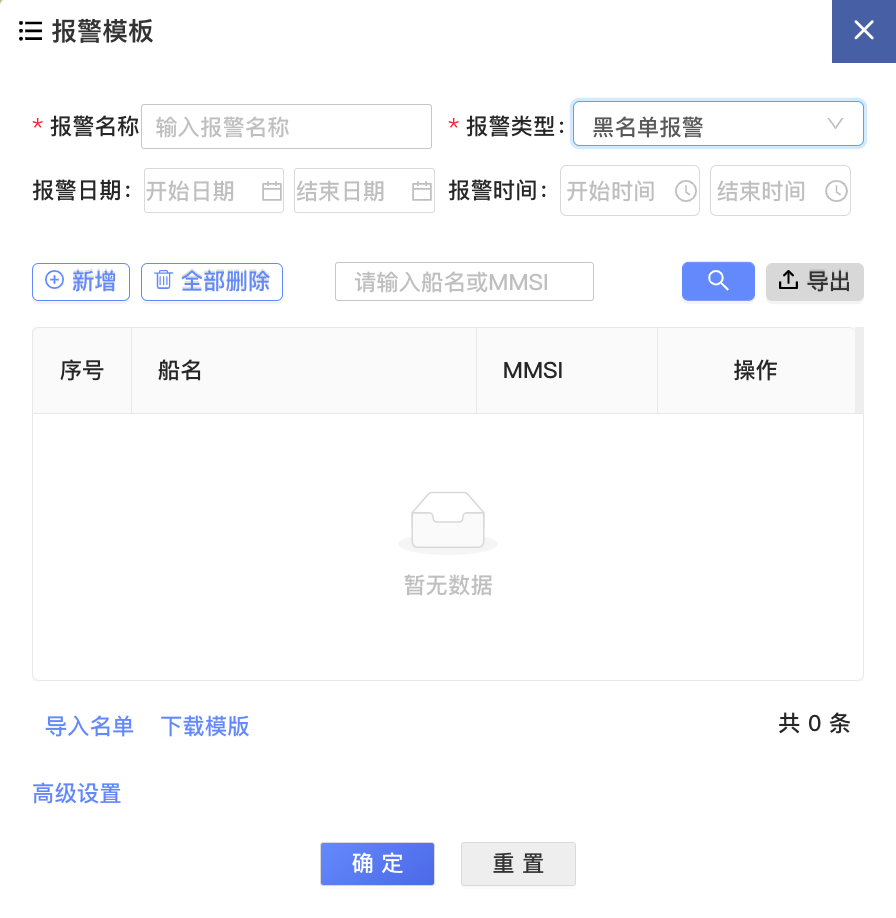 报警模板
* 报警名称 输入报警名称 * 报警类型: 黑名单报警
报警日期: 开始日期 结束日期 报警时间: 开始时间 结束时间
新增 全部删除 请输入船名或MMSI 导出
序号 船名 MMSI 操作
暂无数据
导入名单 下载模版 共 0 条
高级设置
确 定 重 置